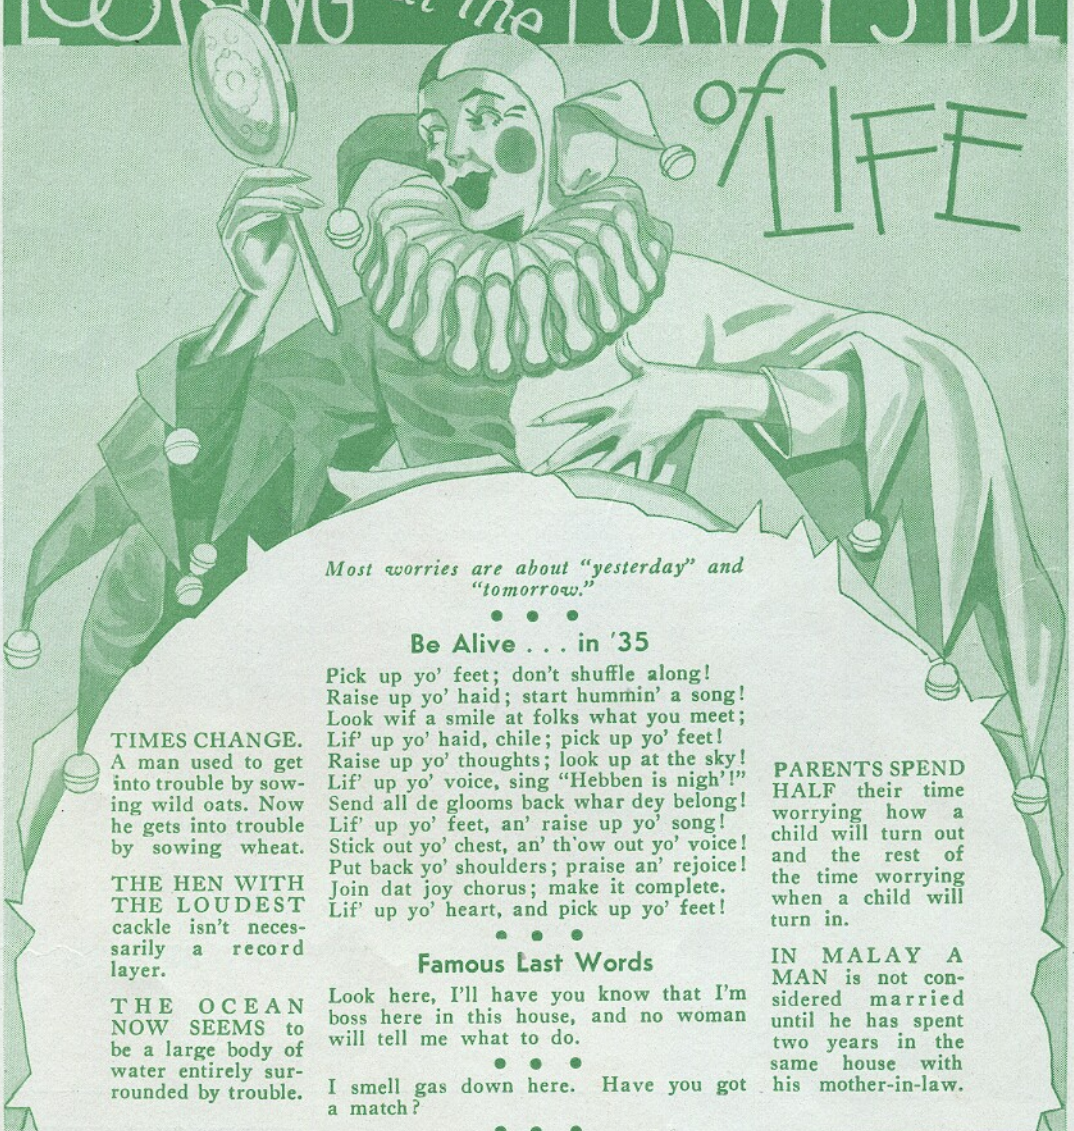 LOOKING at the FUNNY SIDE
of LIFE
Most worries are about "yesterday" and
"tomorrow."
Be Alive . . . in '35
Pick up yo' feet; don't shuffle along!
Raise up yo' haid; start hummin' a song!
Look wif a smile at folks what you meet;
Lif' up yo' haid, chile; pick up yo' feet!
Raise up yo' thoughts; look up at the sky!
Lif' up yo' voice, sing "Hebben is nigh'!"
Send all de glooms back whar dey belong!
Lif' up yo' feet, an' raise up yo' song!
Stick out yo' chest, an' th'ow out yo' voice!
Put back yo' shoulders; praise an' rejoice!
Join dat joy chorus; make it complete.
Lif' up yo' heart, and pick up yo' feet!
Famous Last Words
Look here, I'll have you know that I'm
boss here in this house, and no woman
will tell me what to do.
I smell gas down here. Have you got
a match?
TIMES CHANGE.
A man used to get
into trouble by sow-
ing wild oats. Now
he gets into trouble
by sowing wheat.
THE HEN WITH
THE LOUDEST
cackle isn't neces-
sarily a record
layer.
THE OCEAN
NOW SEEMS to
be a large body of
water entirely sur-
rounded by trouble.
PARENTS SPEND
HALF their time
worrying how a
child will turn out
and the rest of
the time worrying
when a child will
turn in.
IN MALAY A
MAN is not con-
sidered married
until he has spent
two years in the
same house with
his mother-in-law.